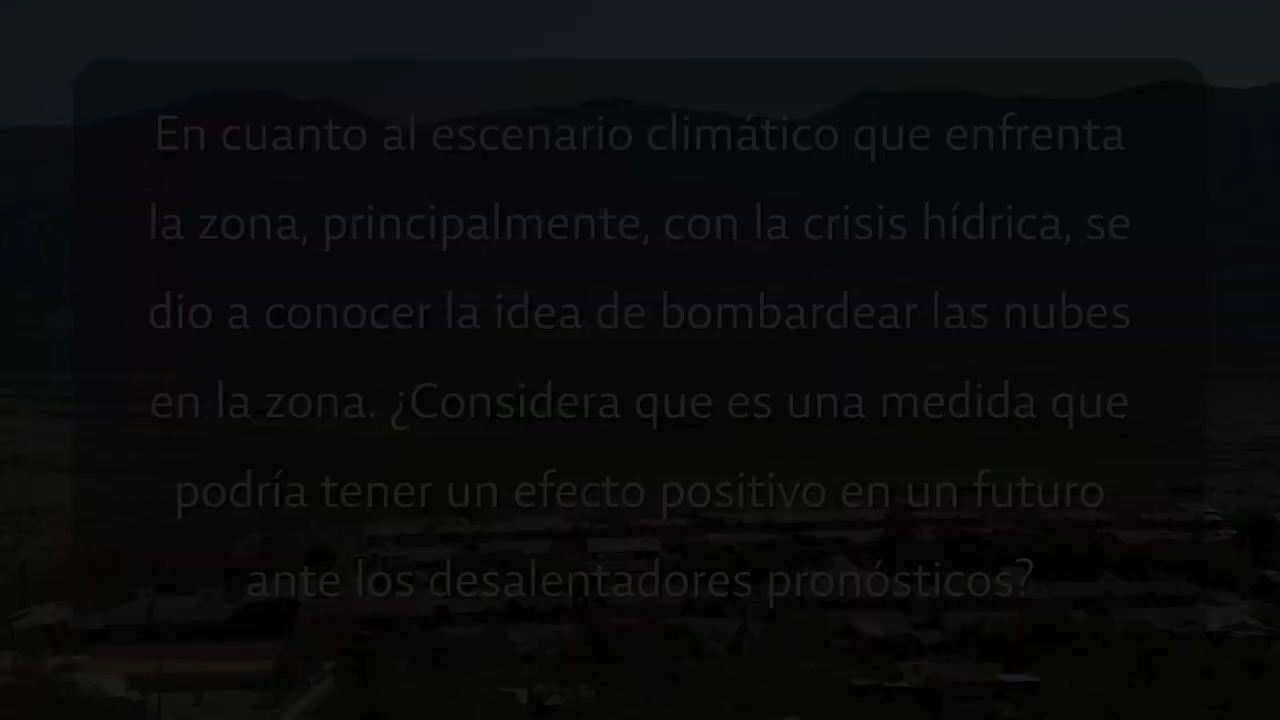 En cuanto al escenario climático que enfrenta
la zona, principalmente, con la crisis hídrica, se
dio a conocer la idea de bombardear las nubes
en la zona. ¿Considera que es una medida que
podría tener un efecto positivo en un futuro
ante los desalentadores pronósticos?